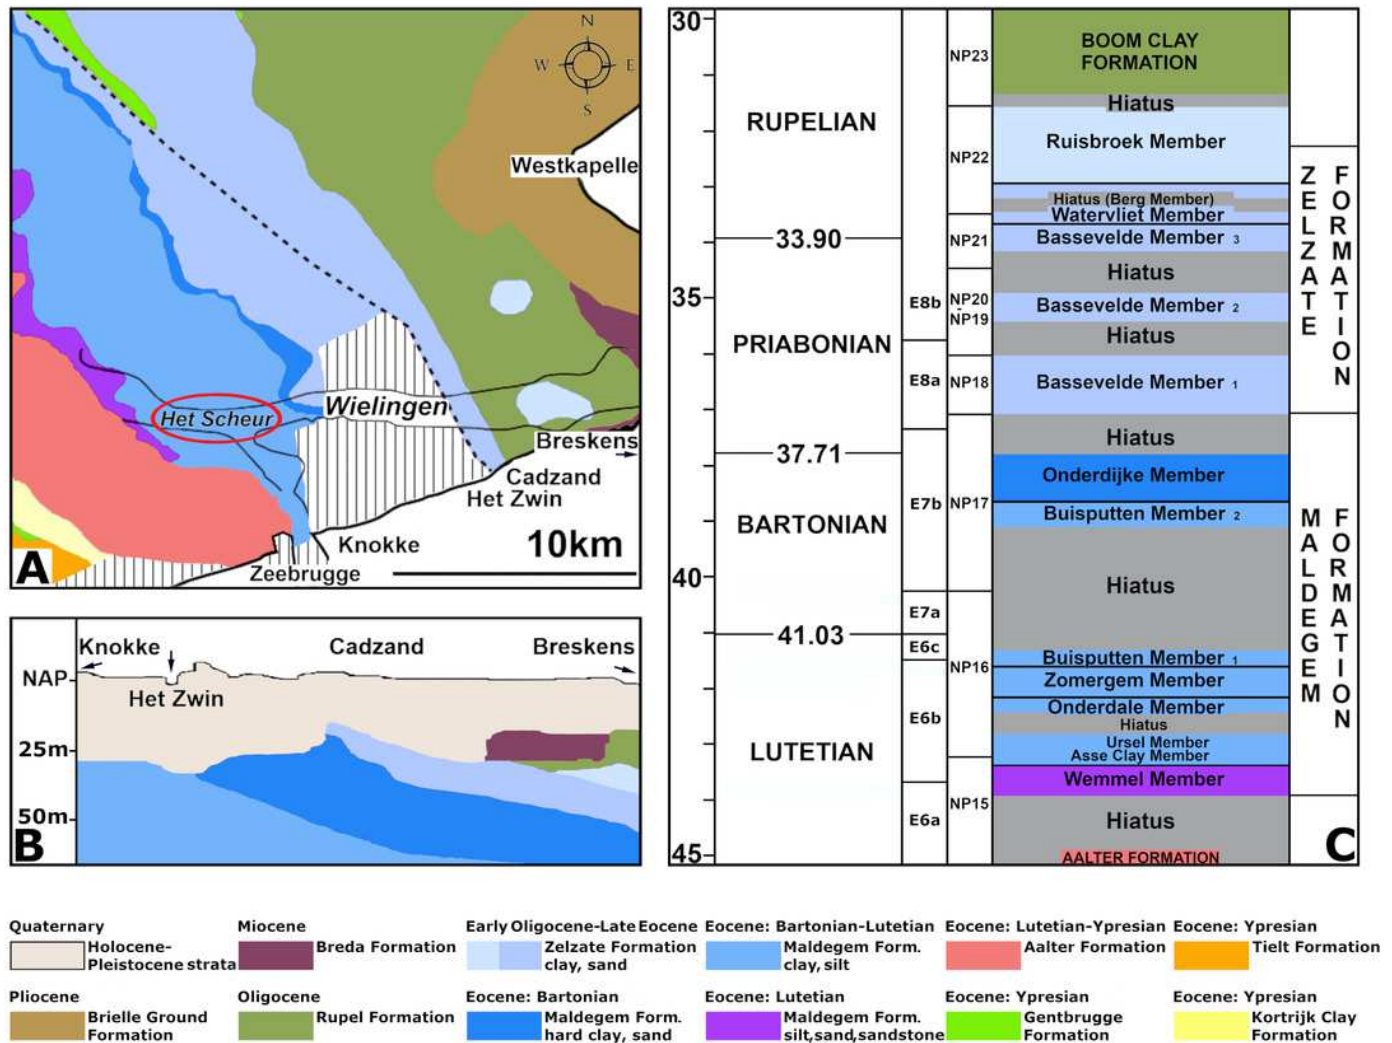 N
W E
S
Westkapelle
Het Scheur
Wielingen
Breskens
Cadzand
Het Zwin
Knokke
10km
Zeebrugge
A
Knokke
Cadzand
Breskens
NAP
Het Zwin
25m
50m
B
30
35
40
45
RUPELIAN
33.90
PRIABONIAN
37.71
BARTONIAN
41.03
LUTETIAN
E8b
E8a
E7b
E7a
E6c
E6b
E6a
NP23
NP22
NP21
NP20
-
NP19
NP18
NP17
NP16
NP15
BOOM CLAY
FORMATION
Hiatus
Ruisbroek Member
Hiatus (Berg Member)
Watervliet Member
Bassevelde Member 3
Hiatus
Bassevelde Member 2
Hiatus
Bassevelde Member 1
Hiatus
Onderdijke Member
Buisputten Member 2
Hiatus
Buisputten Member 1
Zomergem Member
Onderdale Member
Hiatus
Ursel Member
Asse Clay Member
Wemmel Member
Hiatus
AALTER FORMATION
ZELZATE
FORMATION
MALDEGEM
FORMATION
C
Quaternary
Holocene-
Pleistocene strata
Miocene
Breda Formation
Early Oligocene-Late Eocene
Zelzate Formation
clay, sand
Eocene: Bartonian-Lutetian
Maldegem Form.
clay, silt
Eocene: Lutetian-Ypresian
Aalter Formation
Eocene: Ypresian
Tielt Formation
Pliocene
Brielle Ground
Formation
Oligocene
Rupel Formation
Eocene: Bartonian
Maldegem Form.
hard clay, sand
Eocene: Lutetian
Maldegem Form.
silt,sand,sandstone
Eocene: Ypresian
Gentbrugge
Formation
Eocene: Ypresian
Kortrijk Clay
Formation